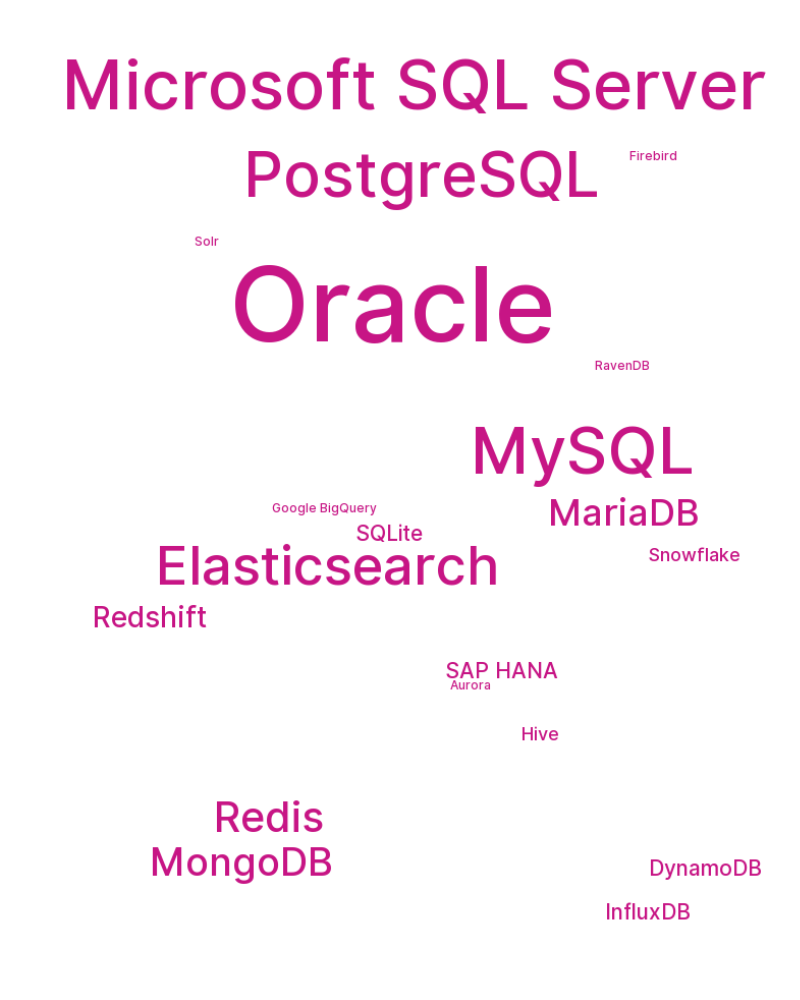 Microsoft SQL Server
PostgreSQL
Firebird
Solr
Oracle
RavenDB
MySQL
Google BigQuery
MariaDB
SQLite
Snowflake
Elasticsearch
Redshift
SAP HANA
Aurora
Hive
Redis
MongoDB
DynamoDB
InfluxDB